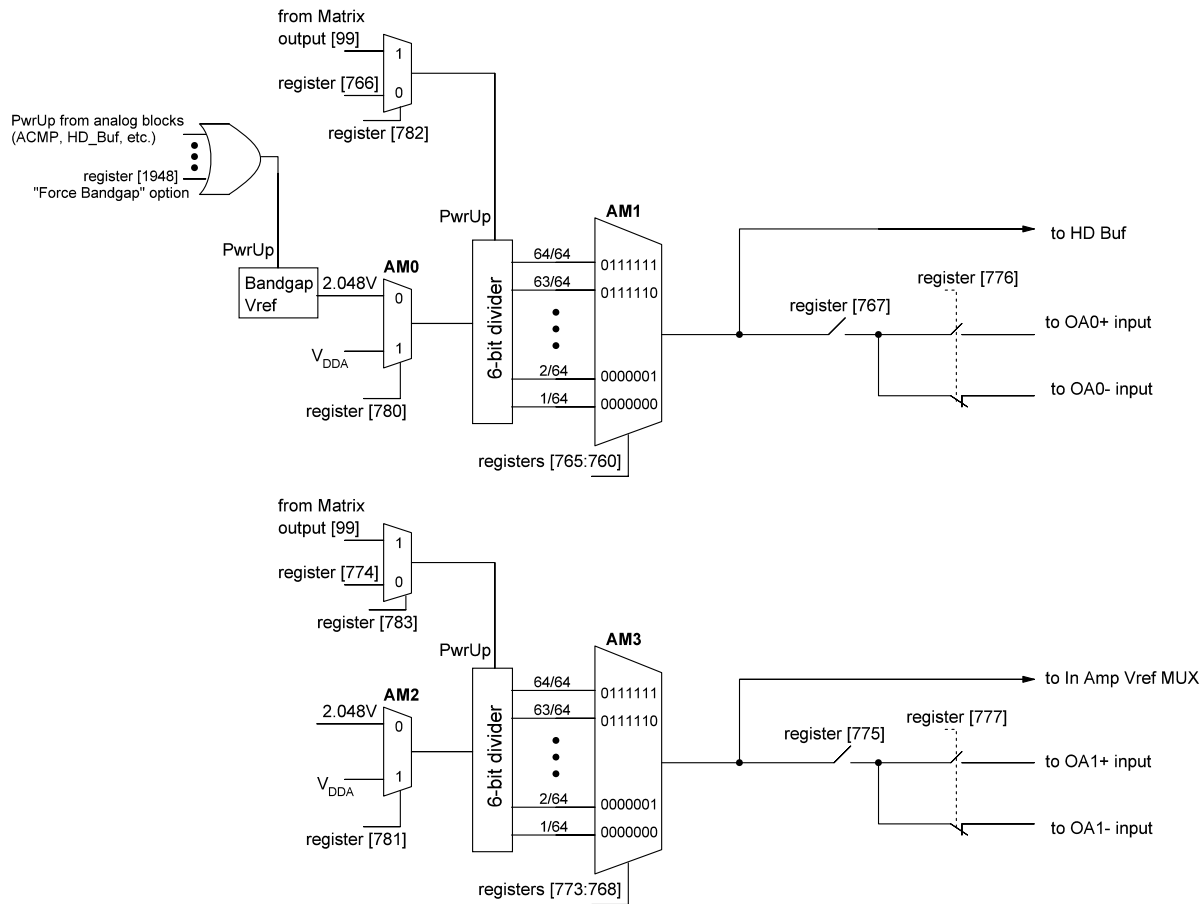 from Matrix
output [99]
1
register [766]
0
register [782]
PwrUp from analog blocks
(ACMP, HD_Buf, etc.)
register [1948]
"Force Bandgap" option
PwrUp
Bandgap
Vref
2.048V
AM0
0
1
VDDA
register [780]
PwrUp
6-bit divider
AM1
64/64
0111111
63/64
0111110
2/64
0000001
1/64
0000000
registers [765:760]
to HD Buf
register [776]
register [767]
to OA0+ input
to OA0- input
from Matrix
output [99]
1
register [774]
0
register [783]
PwrUp
AM2
2.048V
0
1
VDDA
register [781]
6-bit divider
AM3
64/64
0111111
63/64
0111110
2/64
0000001
1/64
0000000
registers [773:768]
to In Amp Vref MUX
register [777]
register [775]
to OA1+ input
to OA1- input